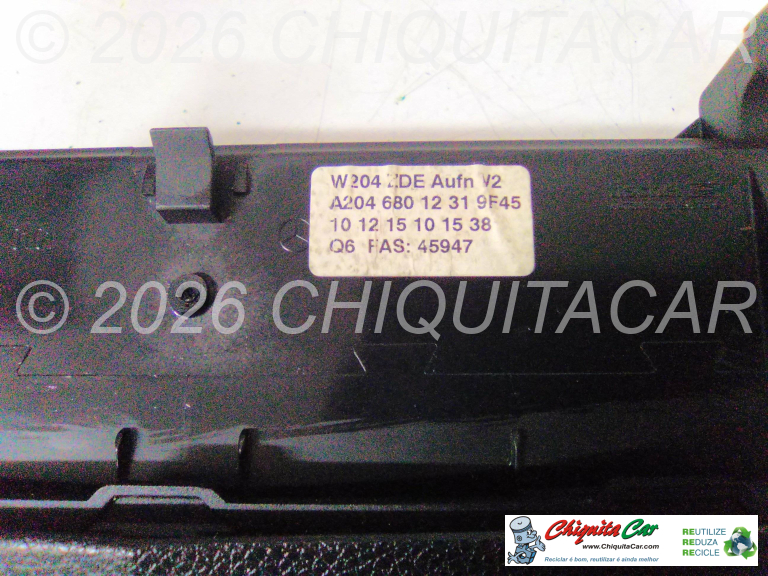 © 2026 CHIQUITACAR
W204 ZDE Aufn V2
A204 680 12 31 9F45
10 12 15 10 15 38
Q6 FAS: 45947
© 2026 CHIQUITACAR
Chiquita Car
www.ChiquitaCar.com
Reciclar é bom, reutilizar é ainda melhor
REUTILIZE
REDUZA
RECICLE